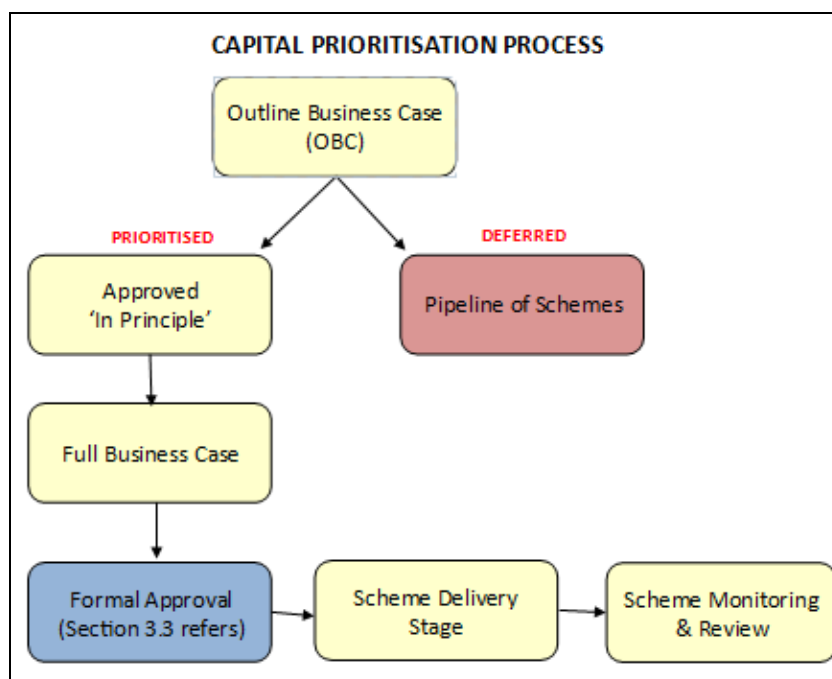 CAPITAL PRIORITISATION PROCESS
Outline Business Case
(OBC)
PRIORITISED
DEFERRED
Approved
‘In Principle’
Pipeline of Schemes
Full Business Case
Formal Approval
(Section 3.3 refers)
Scheme Delivery
Stage
Scheme Monitoring
& Review